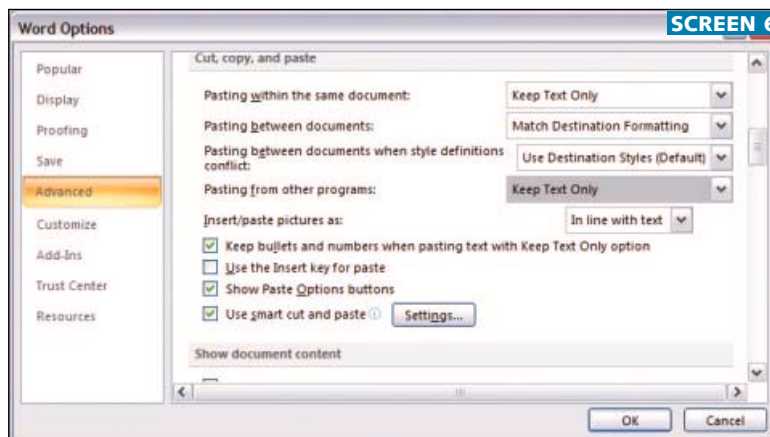 SCREEN 6
Word Options
Popular
Display
Proofing
Save
Advanced
Customize
Add-Ins
Trust Center
Resources
Cut, copy, and paste
Pasting within the same document: Keep Text Only
Pasting between documents: Match Destination Formatting
Pasting between documents when style definitions
conflict: Use Destination Styles (Default)
Pasting from other programs: Keep Text Only
Insert/paste pictures as: In line with text
Keep bullets and numbers when pasting text with Keep Text Only option
Use the Insert key for paste
Show Paste Options buttons
Use smart cut and paste Settings...
Show document content
OK Cancel